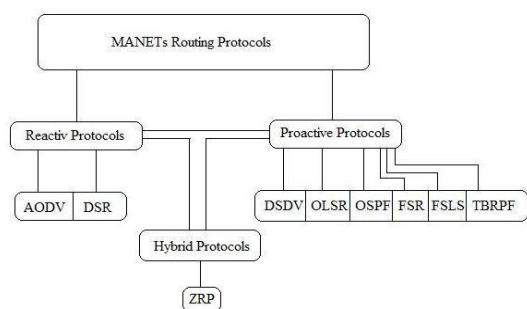 MANETs Routing Protocols
Reactiv Protocols
Proactive Protocols
AODV DSR
DSDV OLSR OSPF FSR FSLS TBRPF
Hybrid Protocols
ZRP